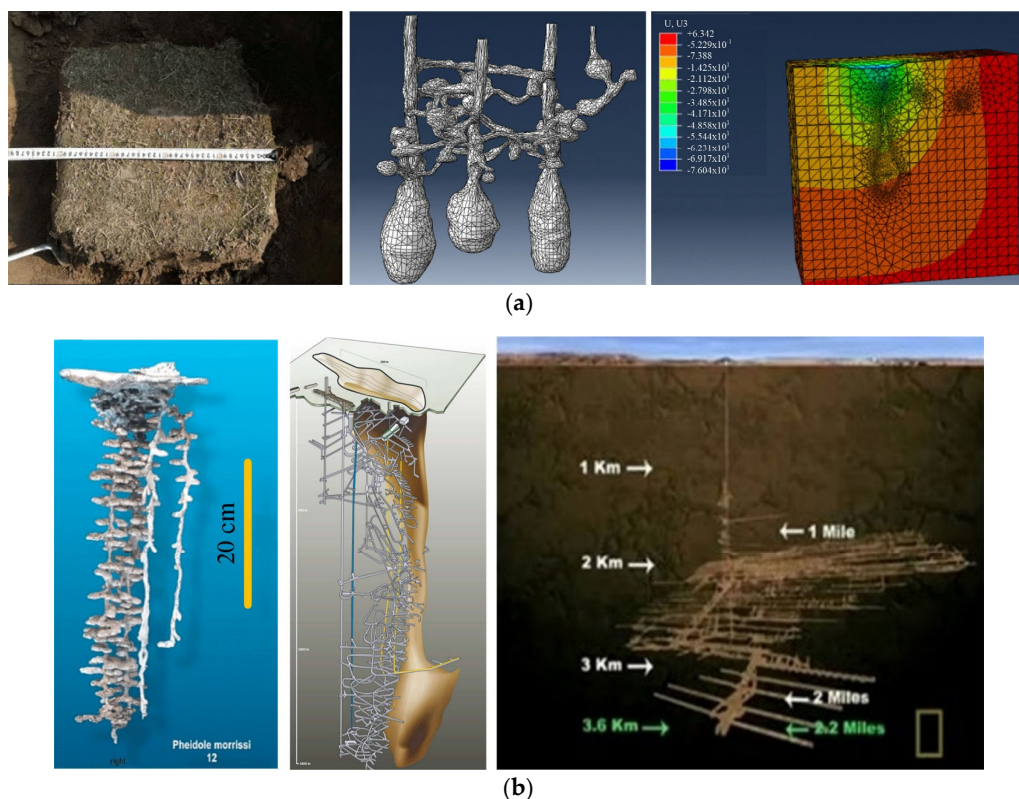 U, U3
+6.342
-5.229x10⁻¹
-7.388
-1.425x10¹
-2.112x10¹
-2.798x10¹
-3.485x10¹
-4.171x10¹
-4.858x10¹
-5.544x10¹
-6.231x10¹
-6.917x10¹
-7.604x10¹
(a)
20 cm
Pheidole morrissi
12
right
1 Km
1 Mile
2 Km
3 Km
2 Miles
3.6 Km
2.2 Miles
(b)